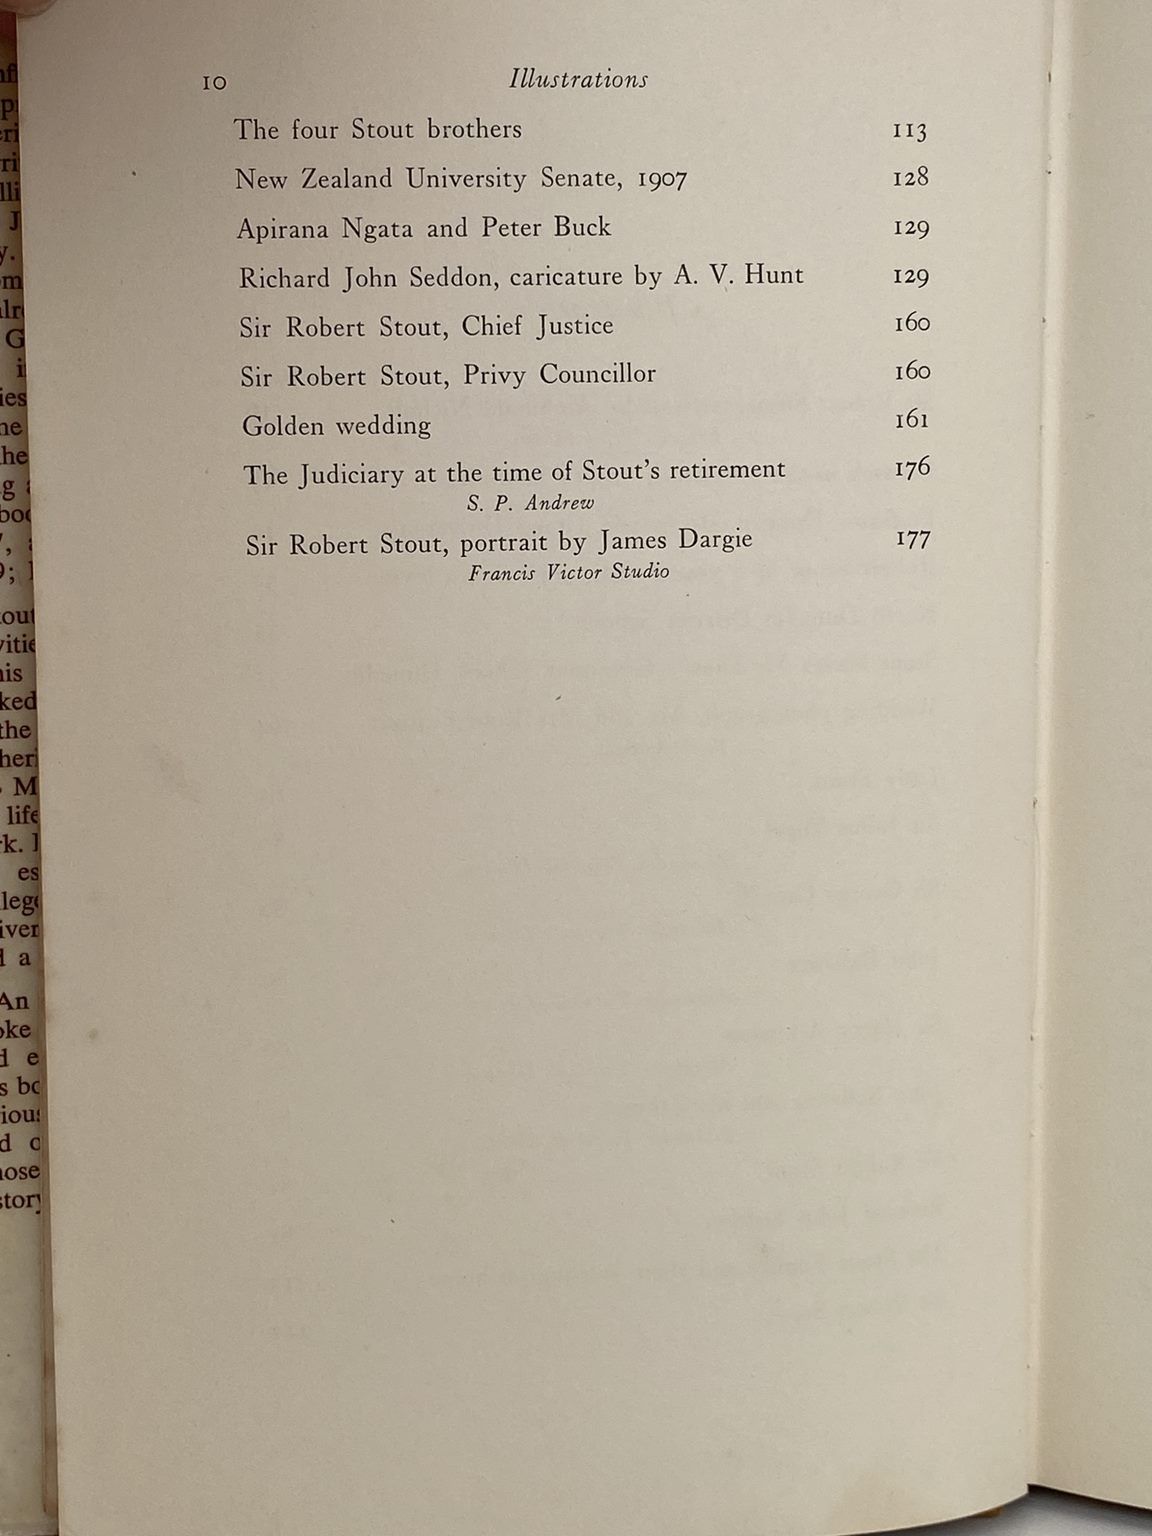 10 Illustrations
The four Stout brothers 113
New Zealand University Senate, 1907 128
Apirana Ngata and Peter Buck 129
Richard John Seddon, caricature by A. V. Hunt 129
Sir Robert Stout, Chief Justice 160
Sir Robert Stout, Privy Councillor 160
Golden wedding 161
The Judiciary at the time of Stout's retirement 176
S. P. Andrew
Sir Robert Stout, portrait by James Dargie 177
Francis Victor Studio